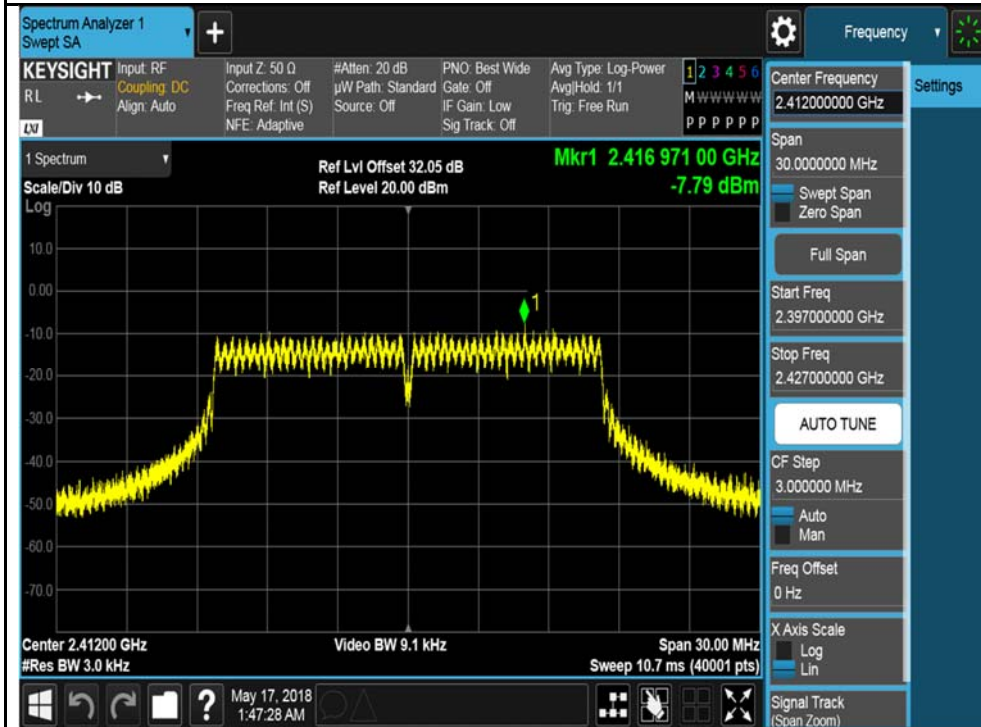 Spectrum Analyzer 1
Swept SA
+
Frequency
KEYSIGHT
RL
LXI
Input: RF
Coupling: DC
Align: Auto
Input Z: 50 Ω
Corrections: Off
Freq Ref: Int (S)
NFE: Adaptive
#Atten: 20 dB
µW Path: Standard
Source: Off
PNO: Best Wide
Gate: Off
IF Gain: Low
Sig Track: Off
Avg Type: Log-Power
Avg|Hold: 1/1
Trig: Free Run
1 2 3 4 5 6
M W W W W W
P P P P P P
1 Spectrum
Scale/Div 10 dB
Log
Ref Lvl Offset 32.05 dB
Ref Level 20.00 dBm
Mkr1 2.416 971 00 GHz
-7.79 dBm
1
10.0
0.00
-10.0
-20.0
-30.0
-40.0
-50.0
-60.0
-70.0
Center 2.41200 GHz
#Res BW 3.0 kHz
Video BW 9.1 kHz
Span 30.00 MHz
Sweep 10.7 ms (40001 pts)
?
May 17, 2018
1:47:28 AM
Center Frequency
2.412000000 GHz
Span
30.0000000 MHz
Swept Span
Zero Span
Full Span
Start Freq
2.397000000 GHz
Stop Freq
2.427000000 GHz
AUTO TUNE
CF Step
3.000000 MHz
Auto
Man
Freq Offset
0 Hz
X Axis Scale
Log
Lin
Signal Track
(Span Zoom)
Settings